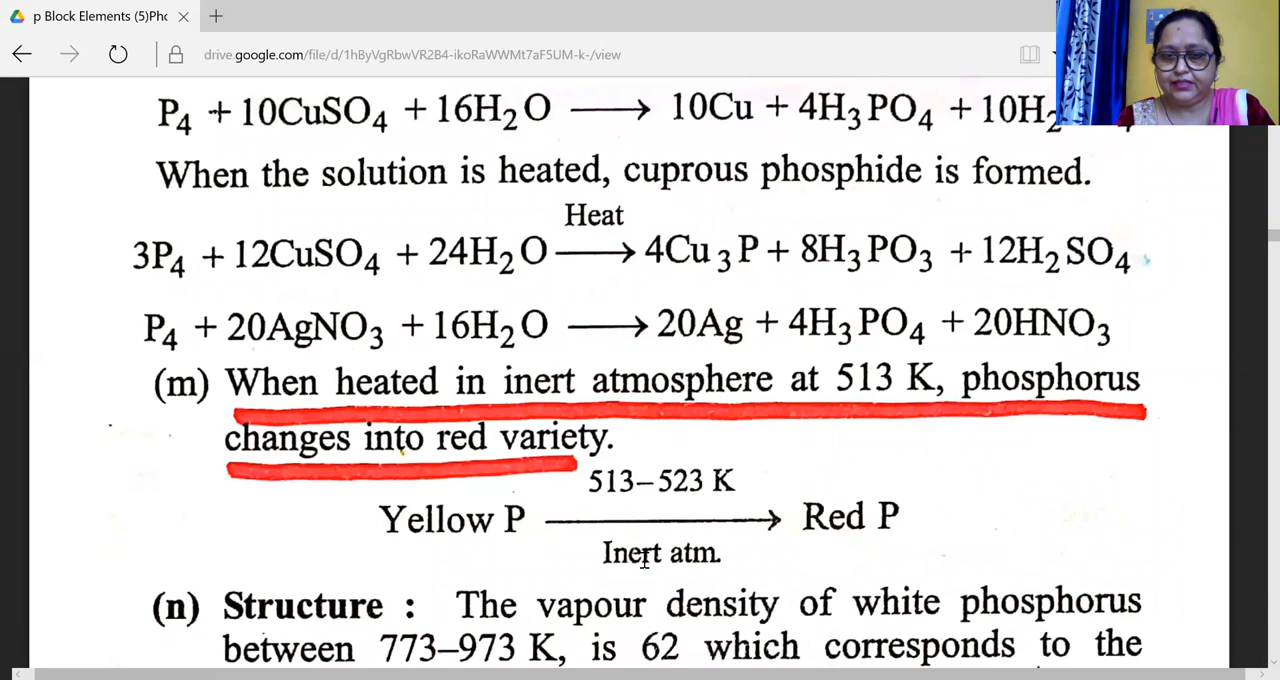 p Block Elements (5)Pho
drive.google.com/file/d/1hByVgRbwVR2B4-ikoRaWWMt7aF5UM-k-/view
P₄ + 10CuSO₄ + 16H₂O ⟶ 10Cu + 4H₃PO₄ + 10H₂
When the solution is heated, cuprous phosphide is formed.
Heat
3P₄ + 12CuSO₄ + 24H₂O ⟶ 4Cu₃P + 8H₃PO₃ + 12H₂SO₄
P₄ + 20AgNO₃ + 16H₂O ⟶ 20Ag + 4H₃PO₄ + 20HNO₃
(m) When heated in inert atmosphere at 513 K, phosphorus
changes into red variety.
513–523 K
Yellow P ⟶ Red P
Inert atm.
(n) Structure : The vapour density of white phosphorus
between 773–973 K, is 62 which corresponds to the